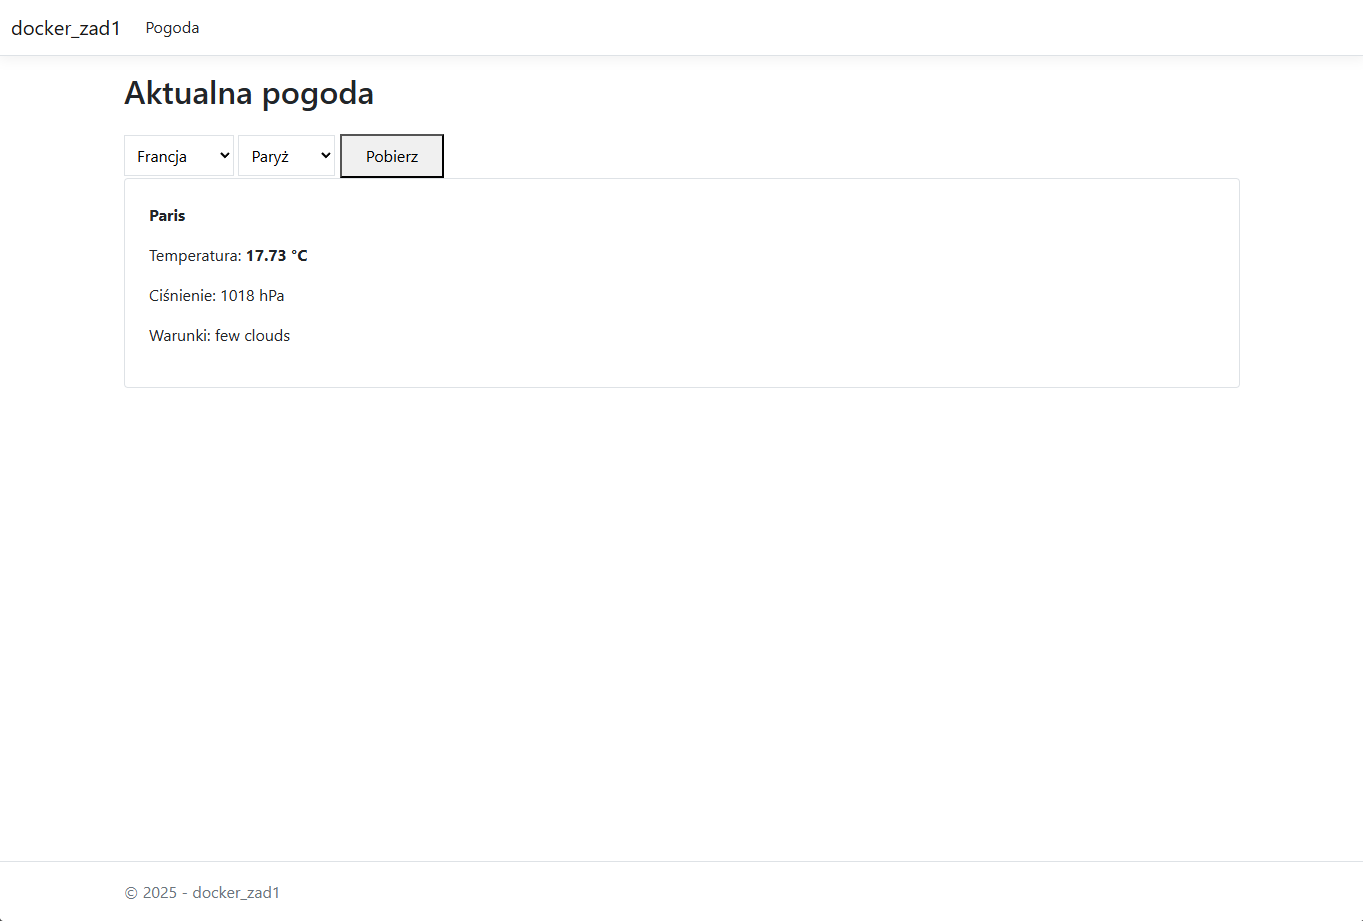 docker_zad1 Pogoda
Aktualna pogoda
Francja Paryż Pobierz
Paris
Temperatura: 17.73 °C
Ciśnienie: 1018 hPa
Warunki: few clouds
© 2025 - docker_zad1